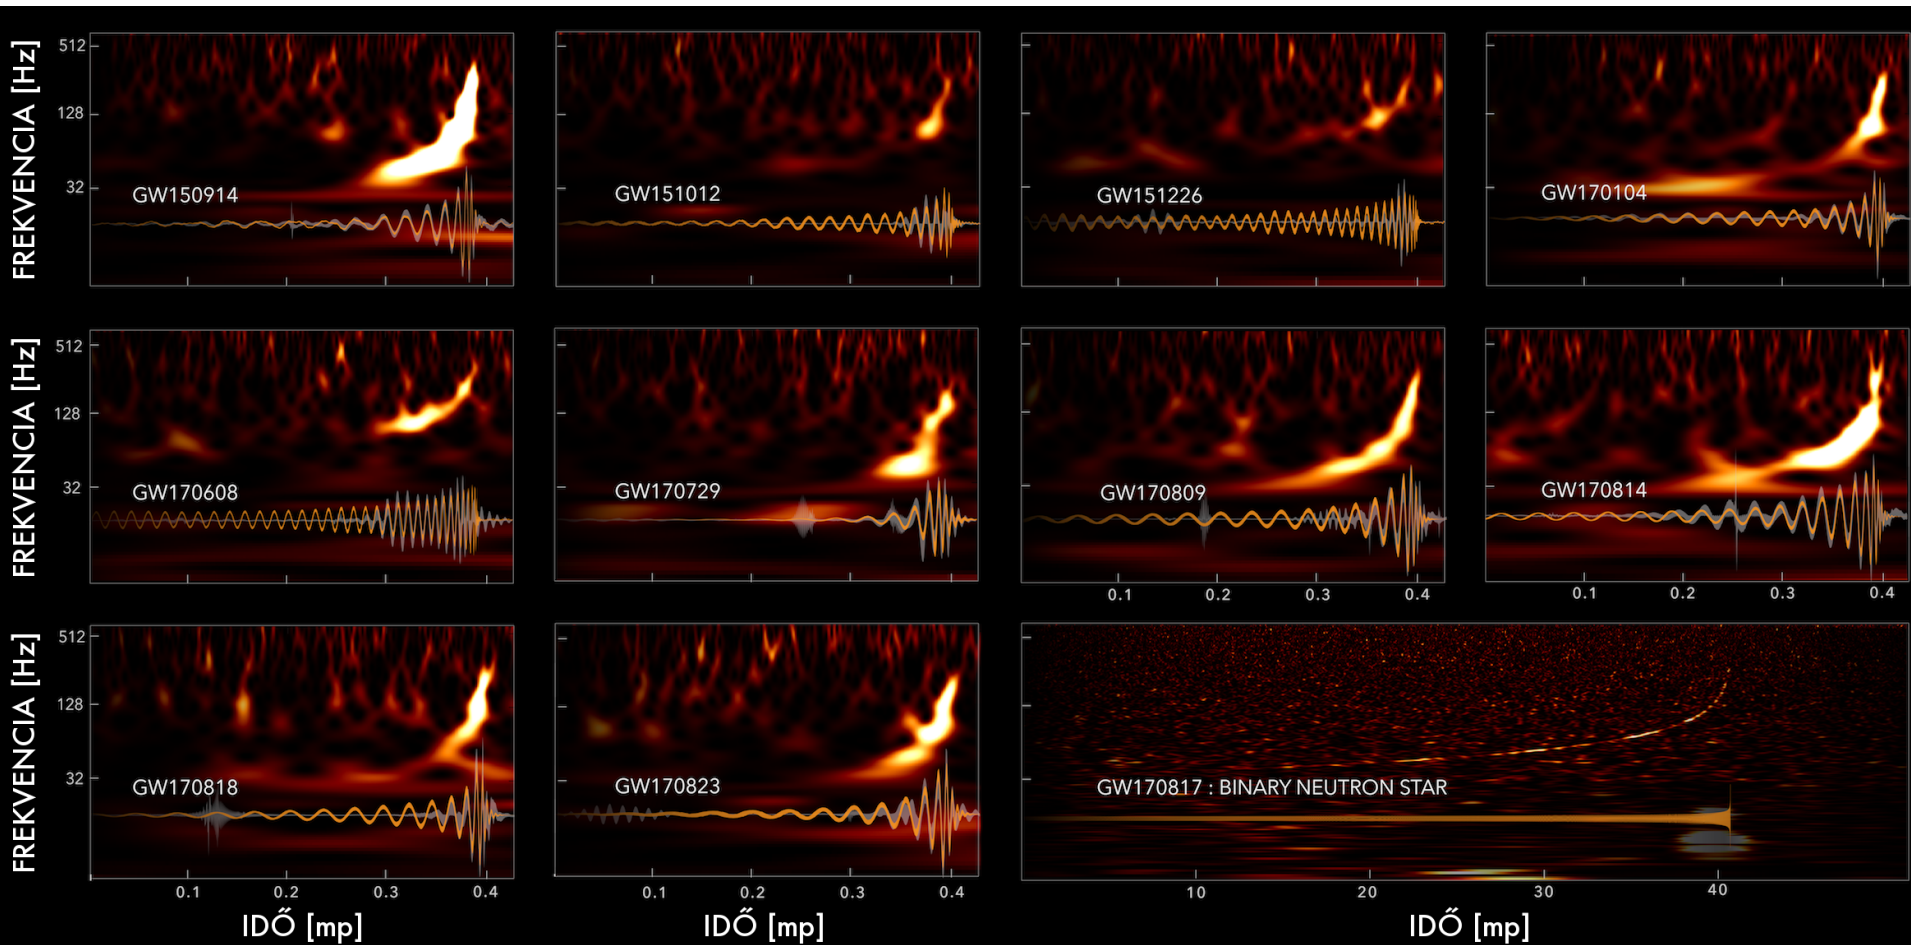 FREKVENCIA [Hz]
512
128
32
GW150914
GW151012
GW151226
GW170104
FREKVENCIA [Hz]
512
128
32
GW170608
GW170729
GW170809
GW170814
0.1 0.2 0.3 0.4
0.1 0.2 0.3 0.4
FREKVENCIA [Hz]
512
128
32
GW170818
GW170823
GW170817 : BINARY NEUTRON STAR
0.1 0.2 0.3 0.4
0.1 0.2 0.3 0.4
10 20 30 40
IDŐ [mp]
IDŐ [mp]
IDŐ [mp]